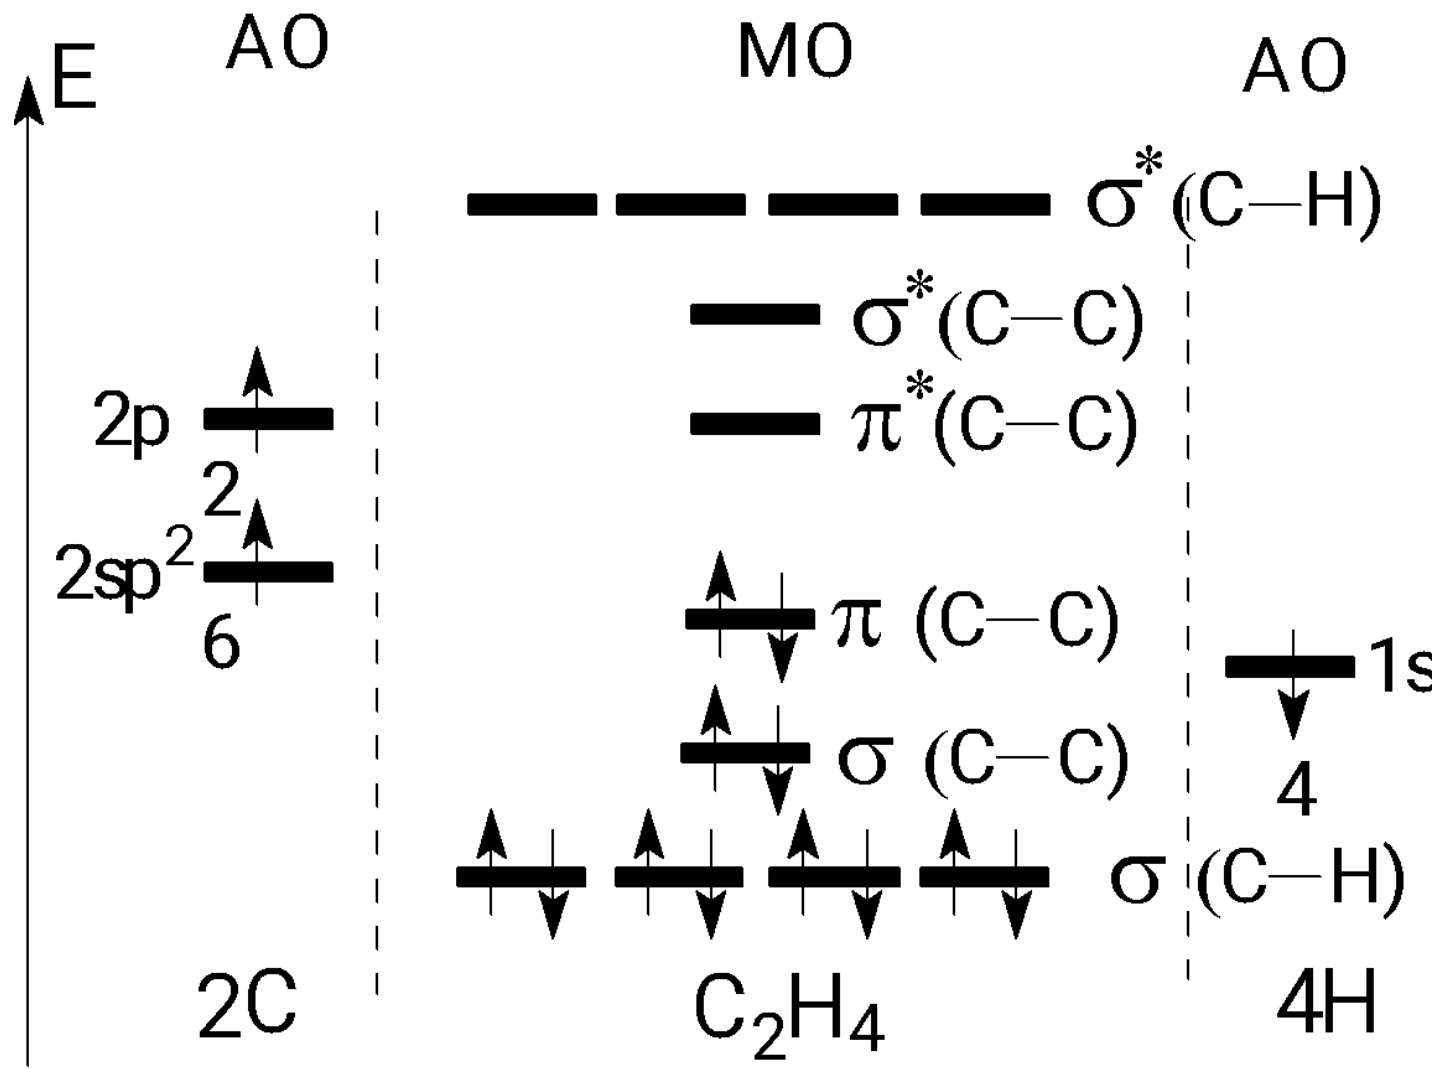 E
AO
MO
AO
σ*(C—H)
σ*(C—C)
2p
π*(C—C)
2
2sp²
6
π (C—C)
1s
σ (C—C)
4
σ (C—H)
2C
C₂H₄
4H